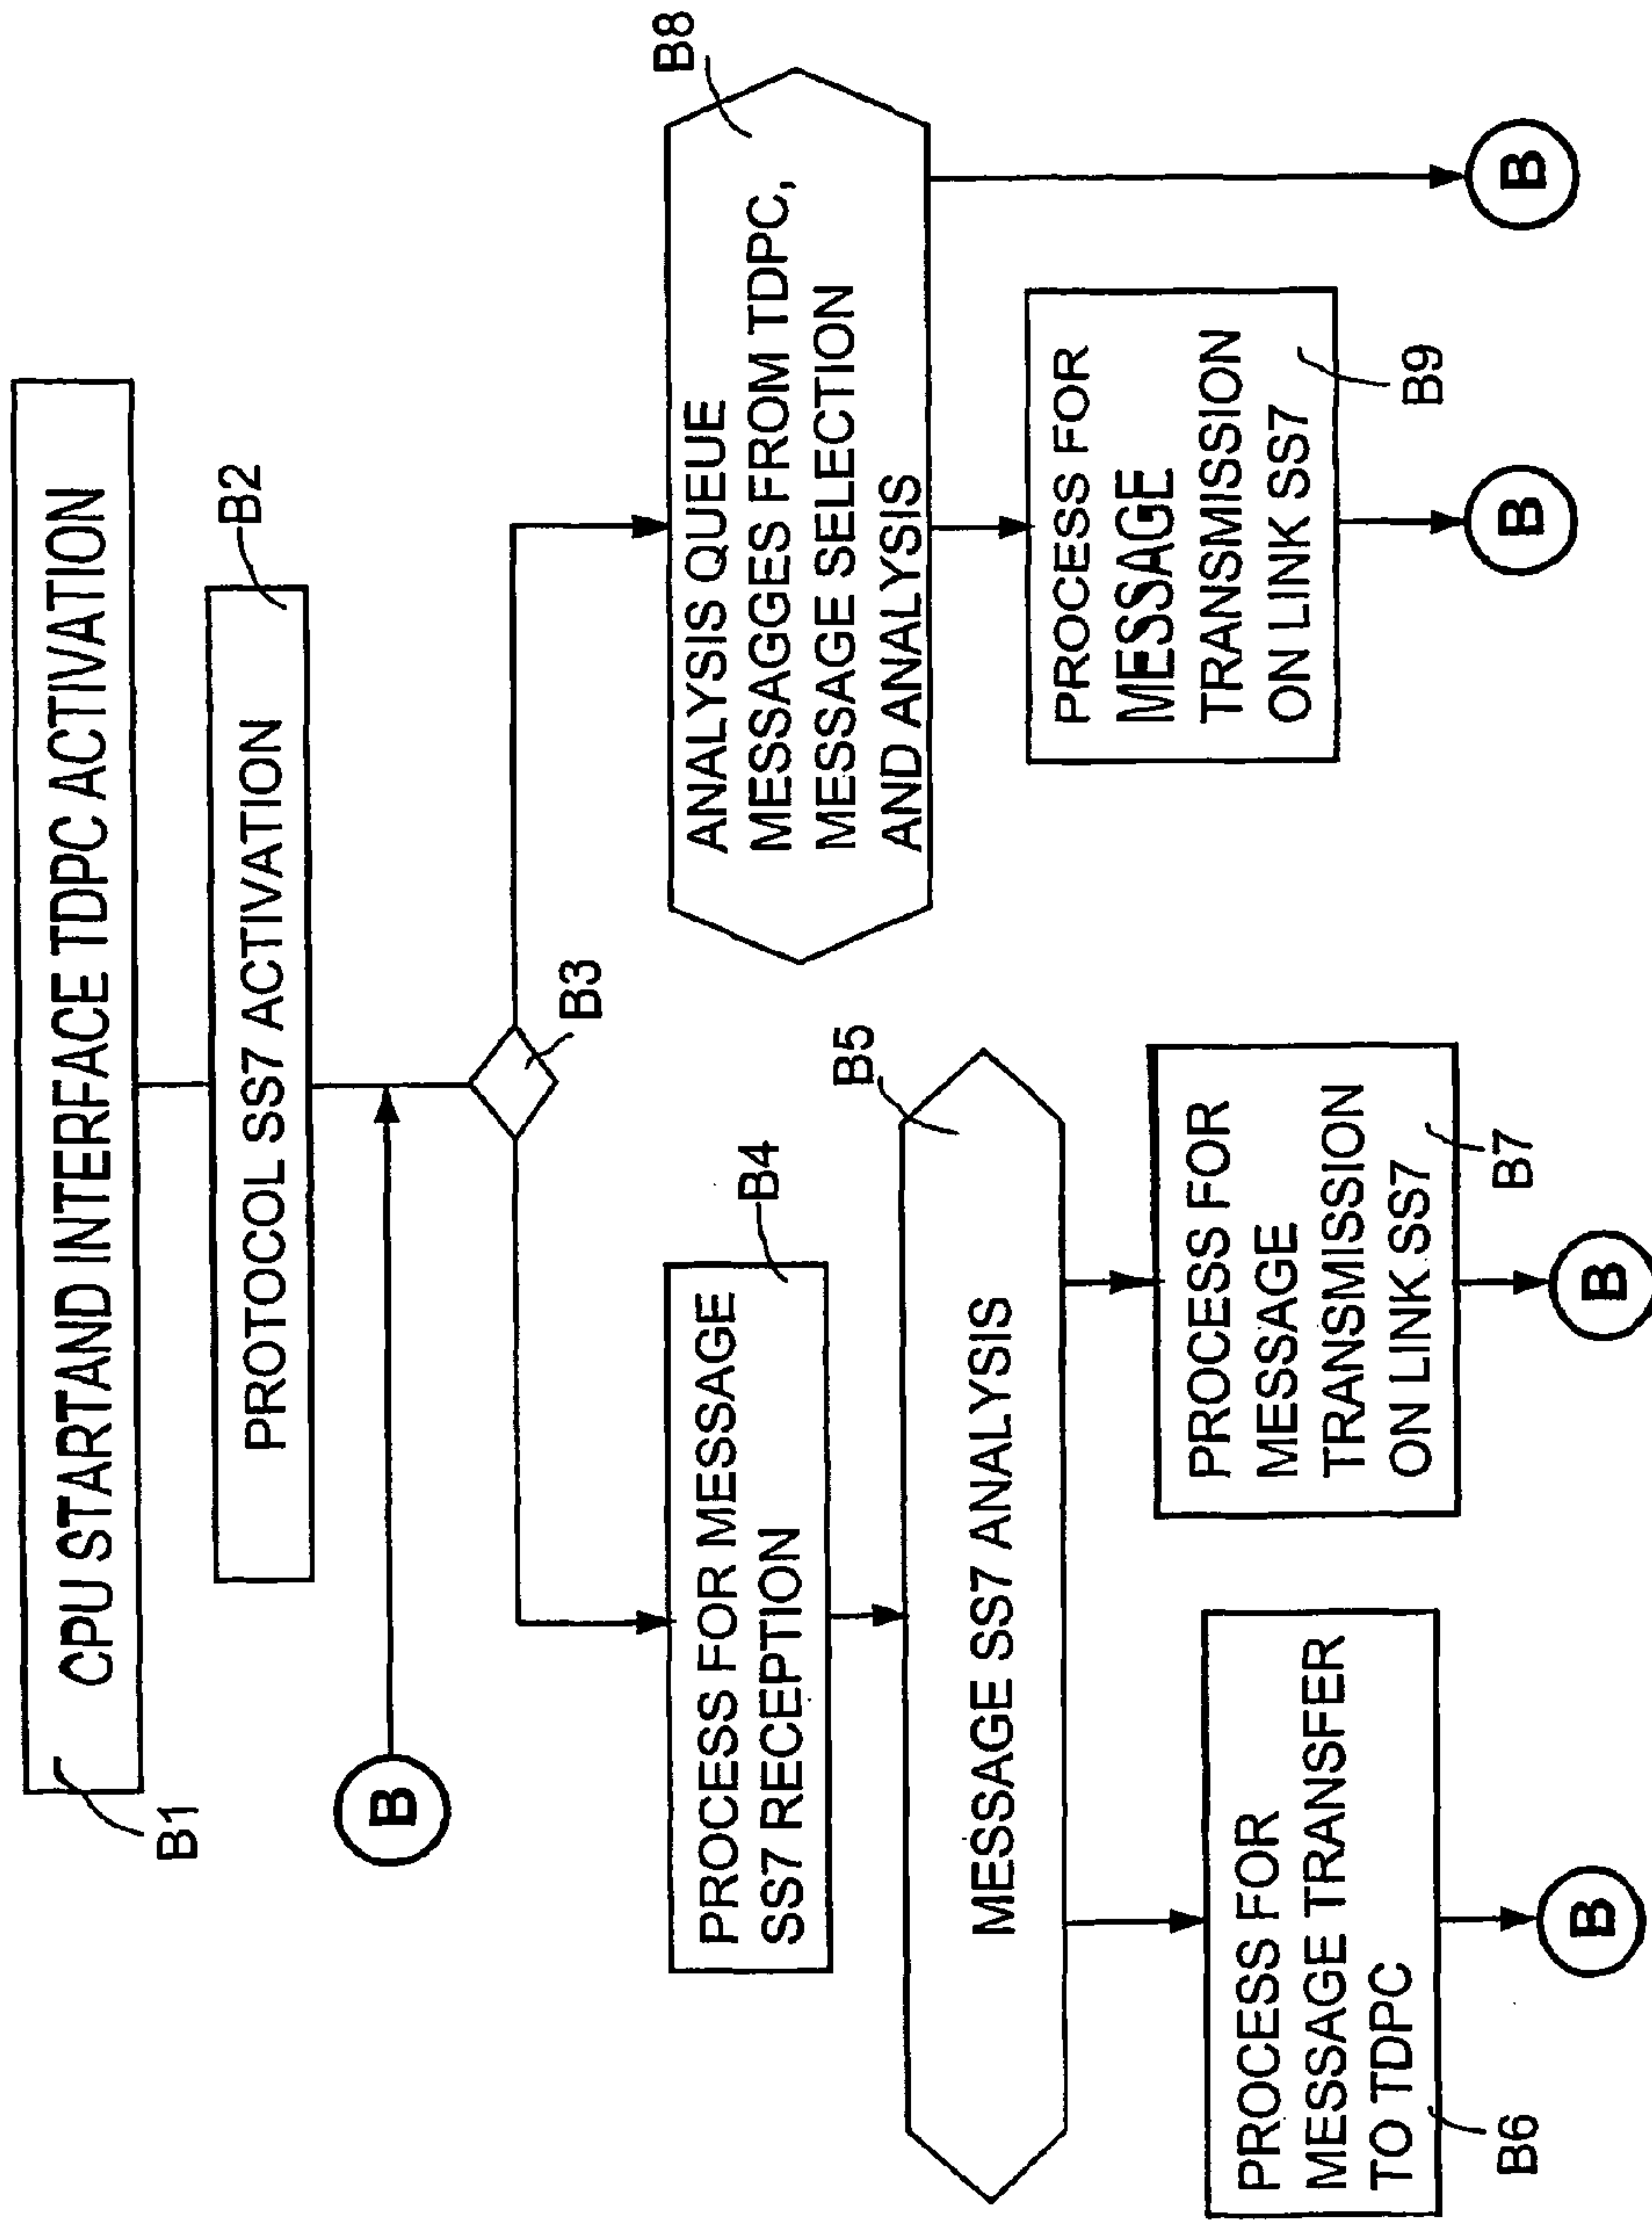 B1
CPU STARTAND INTERFACE TDPC ACTIVATION
PROTOCOL SS7 ACTIVATION
B2
B
B3
PROCESS FOR MESSAGE
SS7 RECEPTION
B4
MESSAGE SS7 ANALYSIS
B5
PROCESS FOR
MESSAGE TRANSFER
TO TDPC
B6
B
PROCESS FOR
MESSAGE
TRANSMISSION
ON LINK SS7
B7
B
ANALYSIS QUEUE
MESSAGGES FROM TDPC,
MESSAGE SELECTION
AND ANALYSIS
B8
PROCESS FOR
MESSAGE
TRANSMISSION
ON LINK SS7
B9
B
B